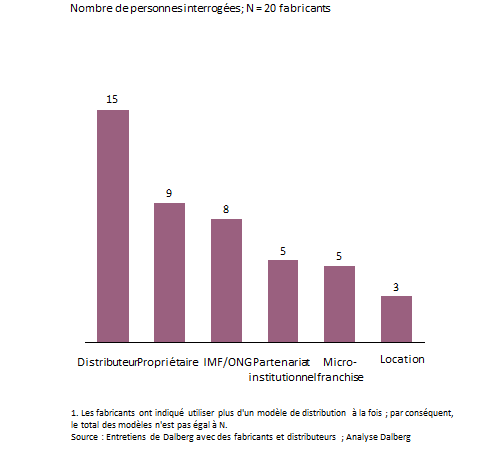 Nombre de personnes interrogées; N = 20 fabricants
15
9
8
5
5
3
Distributeur Propriétaire IMF/ONG Partenariat Micro- Location
institutionnel franchise
1. Les fabricants ont indiqué utiliser plus d'un modèle de distribution à la fois ; par conséquent,
le total des modèles n'est pas égal à N.
Source : Entretiens de Dalberg avec des fabricants et distributeurs ; Analyse Dalberg